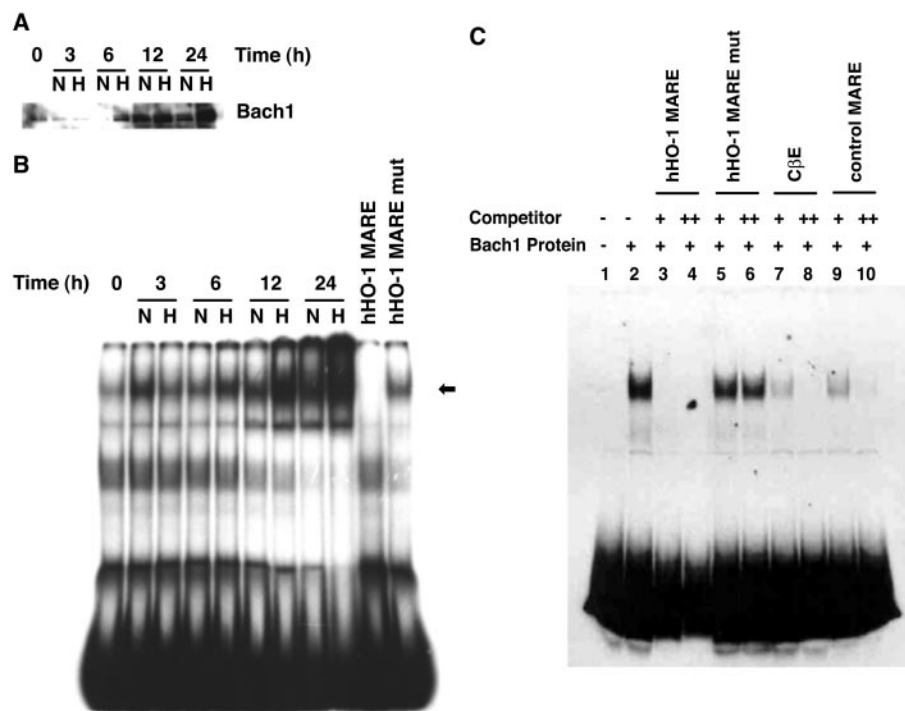 A
0 3 6 12 24 Time (h)
N H N H N H N H
Bach1
B
Time (h) 0 3 6 12 24 hHO-1 MARE hHO-1 MARE mut
N H N H N H N H
C
hHO-1 MARE hHO-1 MARE mut CβE control MARE
Competitor - - + ++ + ++ + ++ + ++
Bach1 Protein - + + + + + + + + +
1 2 3 4 5 6 7 8 9 10